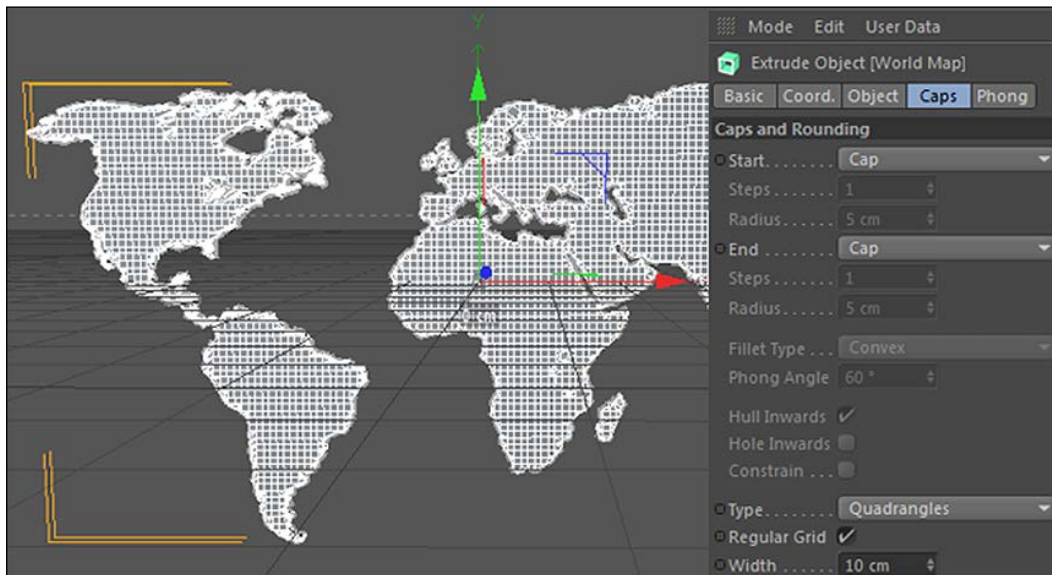 Y
0 cm
Mode Edit User Data
Extrude Object [World Map]
Basic Coord. Object Caps Phong
Caps and Rounding
Start . . . . . . . Cap
Steps . . . . . . . 1
Radius . . . . . . 5 cm
End . . . . . . . . Cap
Steps . . . . . . . 1
Radius . . . . . . 5 cm
Fillet Type . . . Convex
Phong Angle 60 °
Hull Inwards
Hole Inwards
Constrain . . .
Type . . . . . . . . Quadrangles
Regular Grid
Width . . . . . . . 10 cm